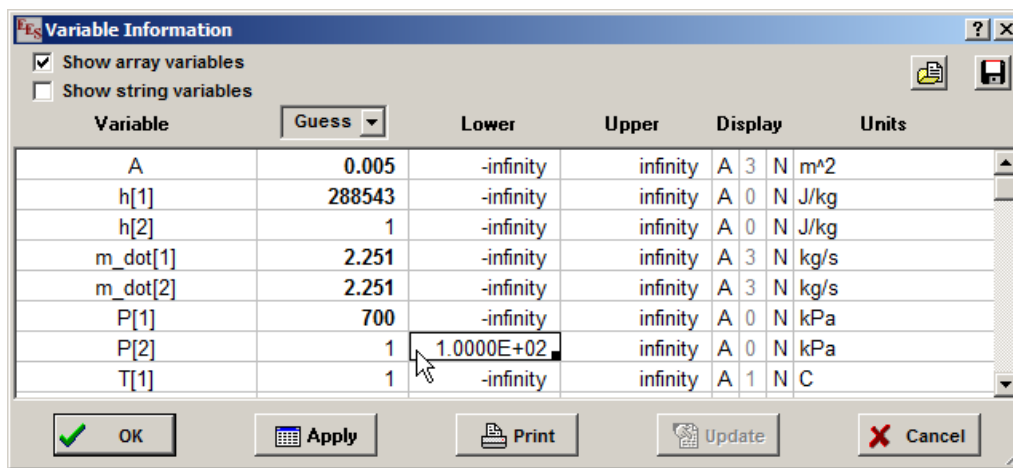 EES Variable Information ? X
Show array variables
Show string variables
Variable Guess Lower Upper Display Units
A 0.005 -infinity infinity A 3 N m^2
h[1] 288543 -infinity infinity A 0 N J/kg
h[2] 1 -infinity infinity A 0 N J/kg
m_dot[1] 2.251 -infinity infinity A 3 N kg/s
m_dot[2] 2.251 -infinity infinity A 3 N kg/s
P[1] 700 -infinity infinity A 0 N kPa
P[2] 1 1.0000E+02 infinity A 0 N kPa
T[1] 1 -infinity infinity A 1 N C
OK Apply Print Update Cancel